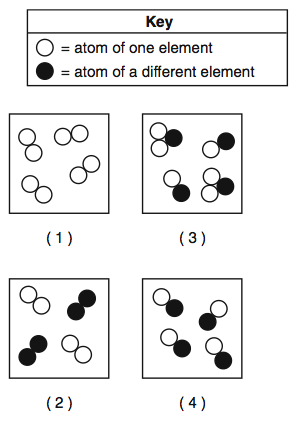 Key
= atom of one element
= atom of a different element
( 1 )
( 3 )
( 2 )
( 4 )